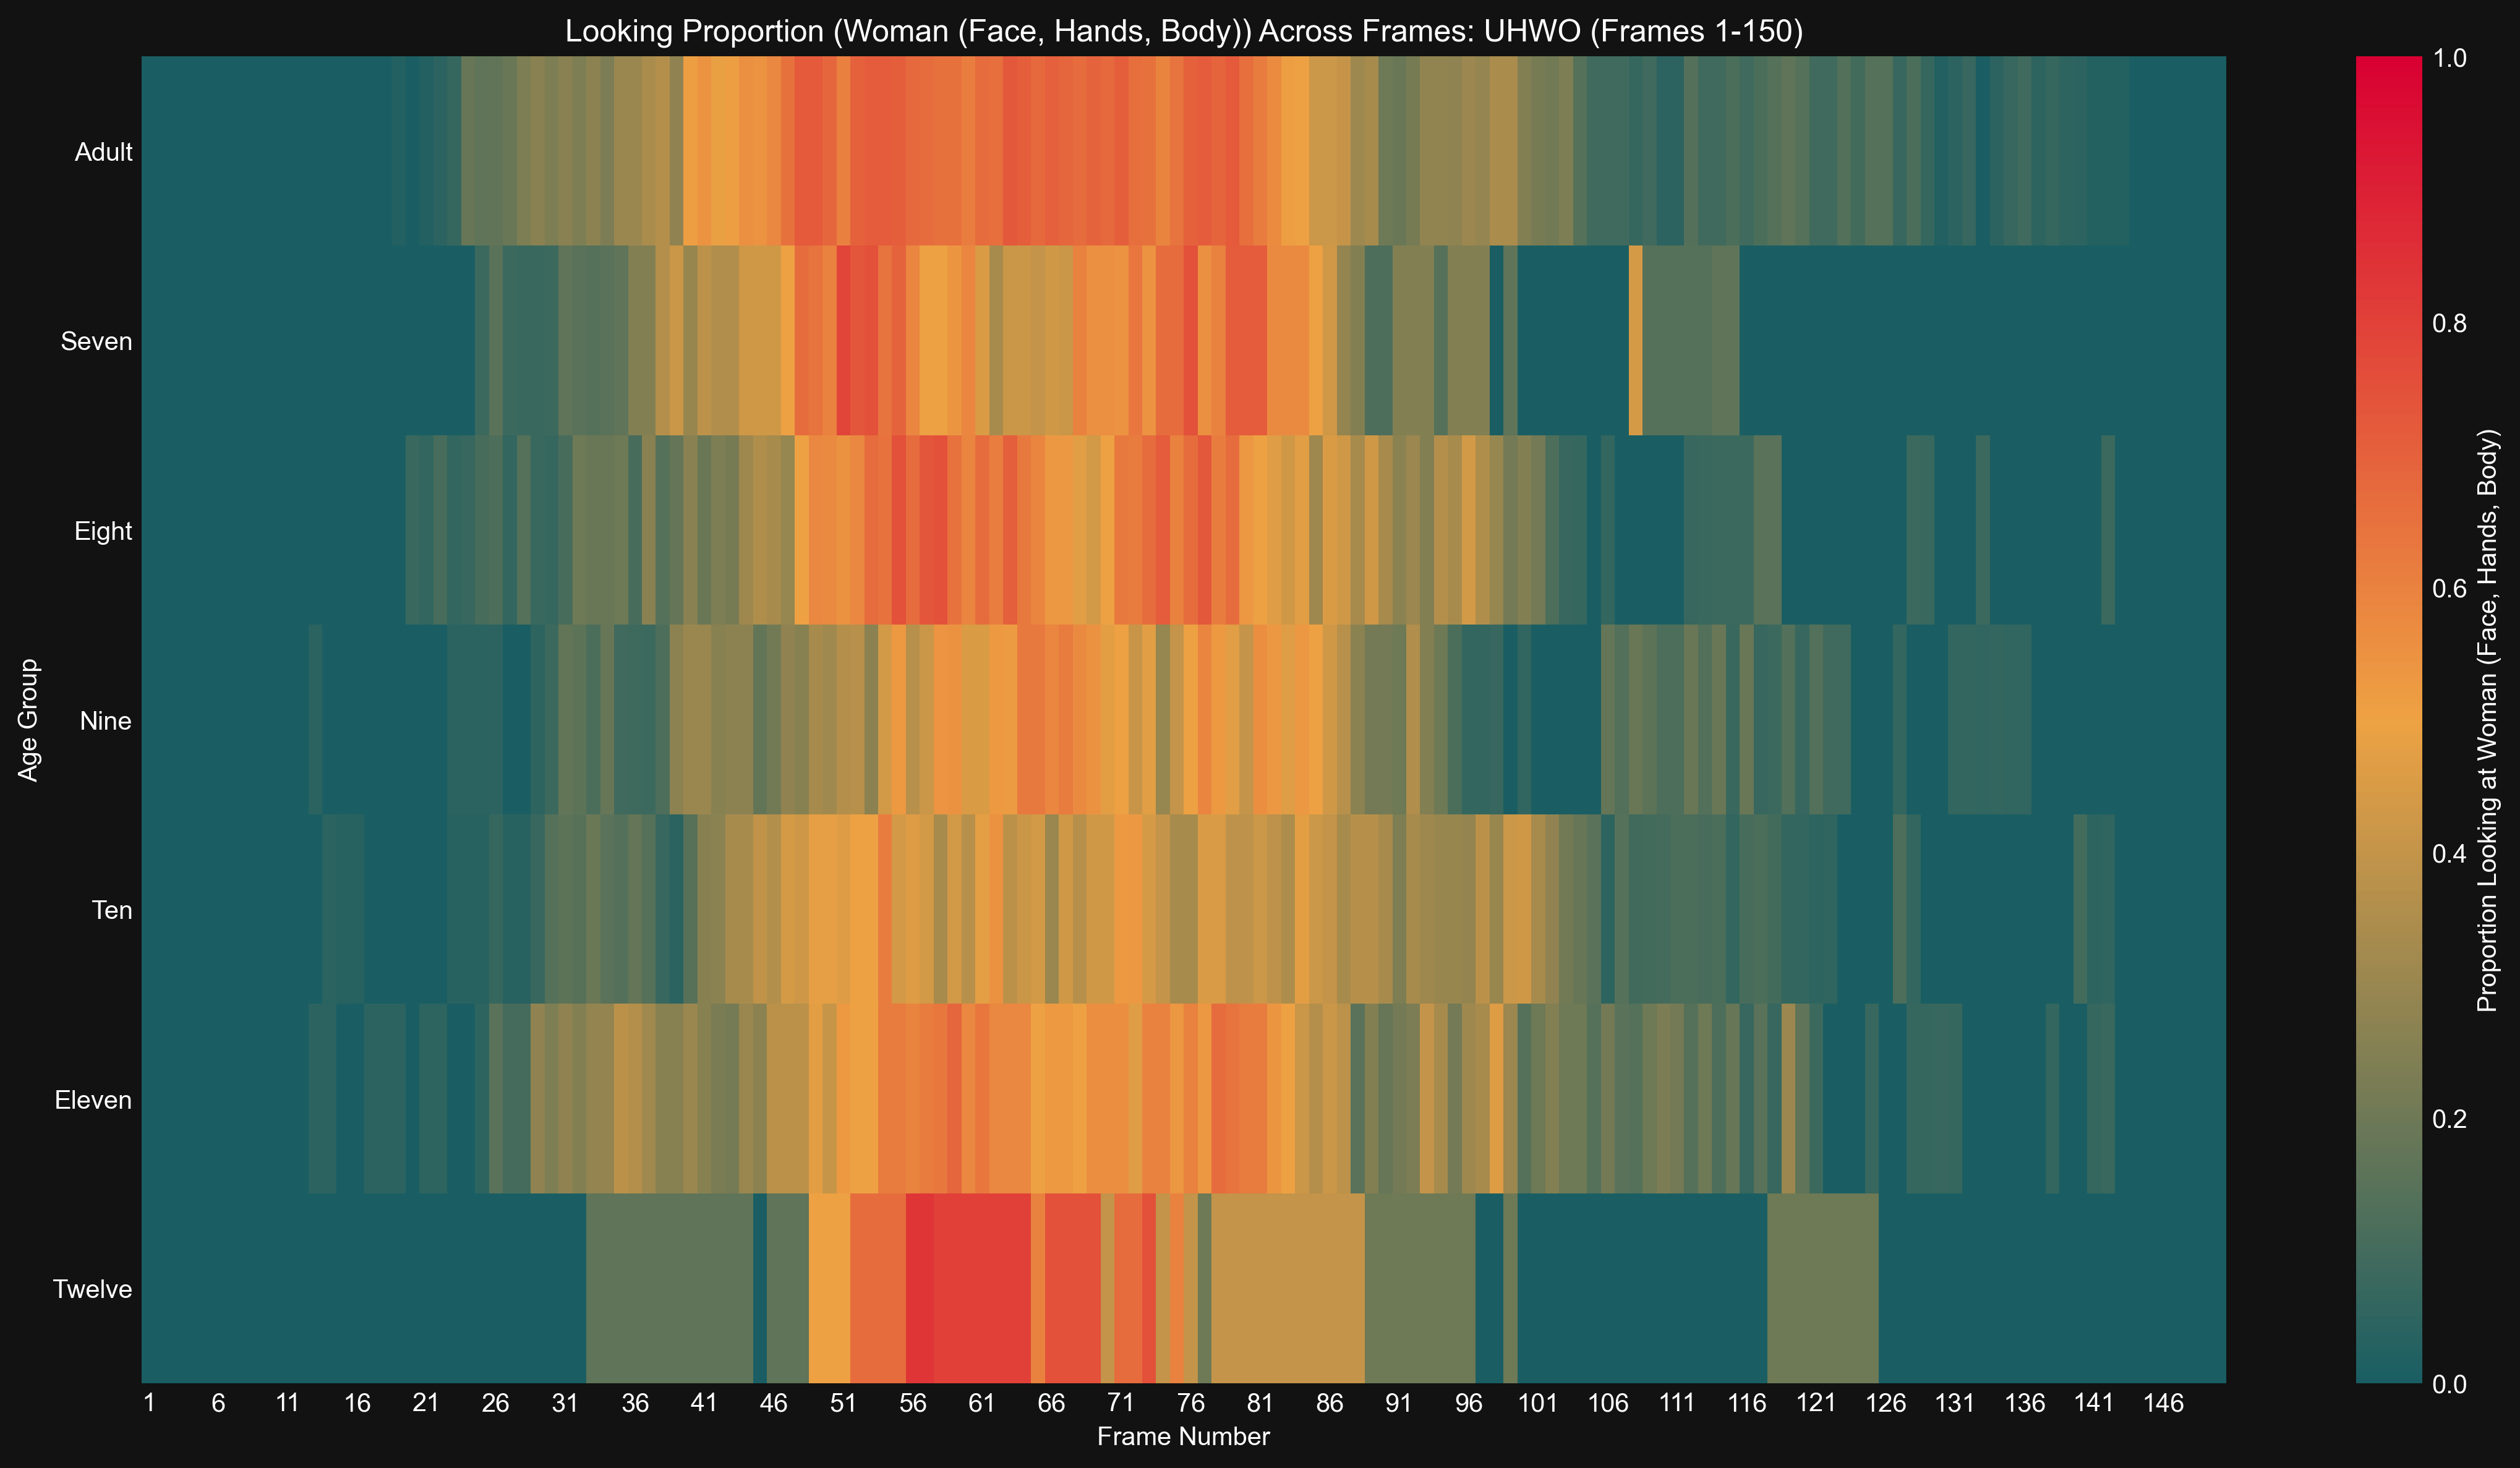 Looking Proportion (Woman (Face, Hands, Body)) Across Frames: UHWO (Frames 1-150)
Age Group
Adult
Seven
Eight
Nine
Ten
Eleven
Twelve
1 6 11 16 21 26 31 36 41 46 51 56 61 66 71 76 81 86 91 96 101 106 111 116 121 126 131 136 141 146
Frame Number
1.0
0.8
0.6
0.4
0.2
0.0
Proportion Looking at Woman (Face, Hands, Body)